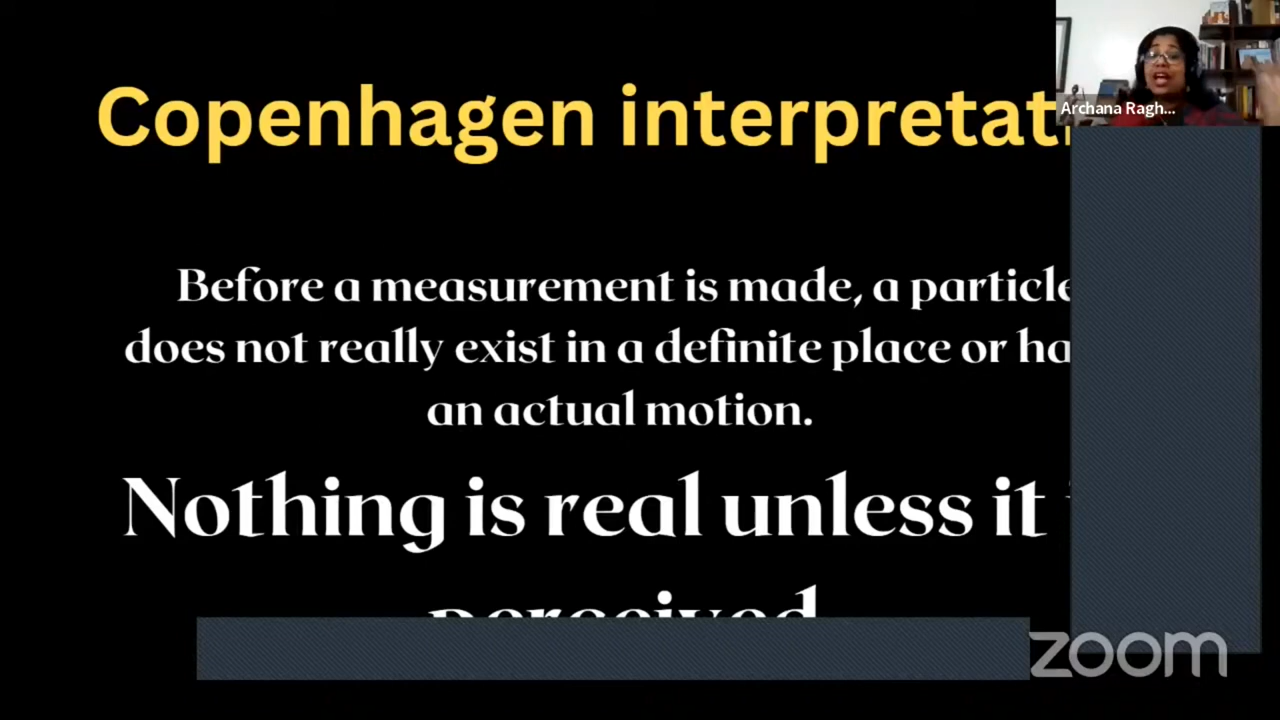 Copenhagen interpretati
Archana Ragh...
Before a measurement is made, a particle
does not really exist in a definite place or ha
an actual motion.
Nothing is real unless it
perceived
zoom